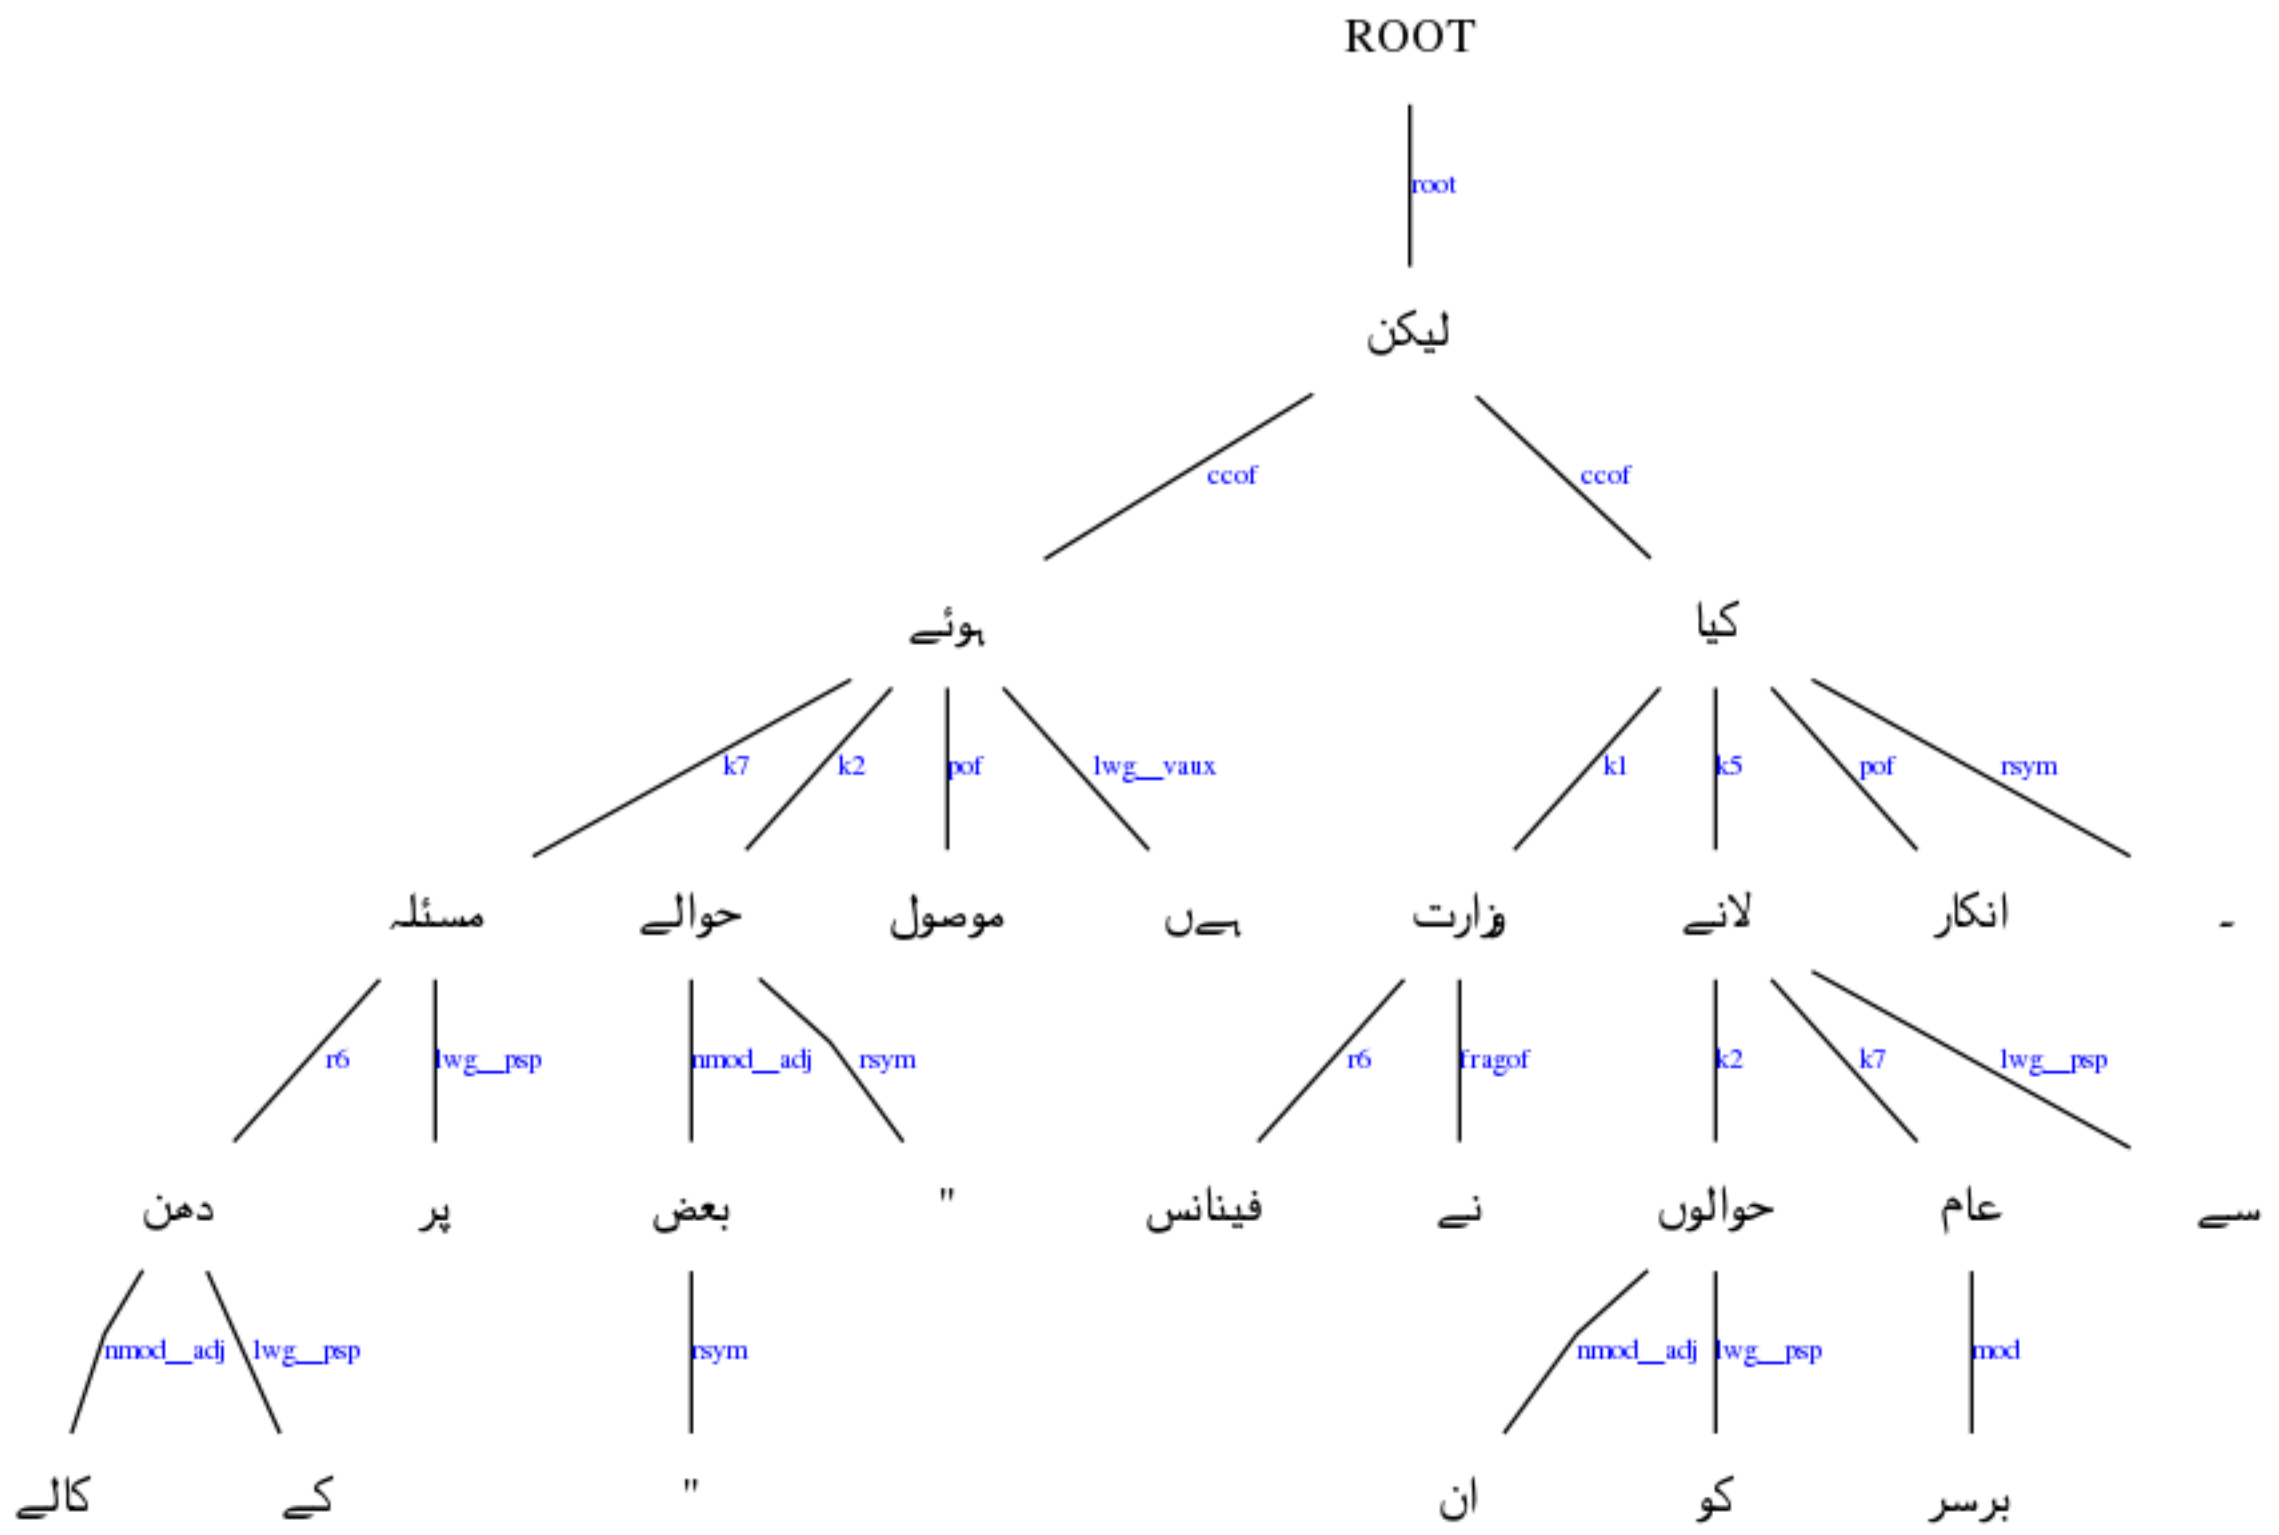 ROOT
root
لیکن
ccof ccof
ہوئے کیا
k7 k2 pof lwg__vaux k1 k5 pof rsym
مسئلہ حوالے موصول ہےں وزارت لانے انکار ۔
r6 lwg__psp nmod__adj rsym r6 fragof k2 k7 lwg__psp
دھن پر بعض " فینانس نے حوالوں عام سے
nmod__adj lwg__psp rsym nmod__adj lwg__psp mod
کالے کے " ان کو برسر